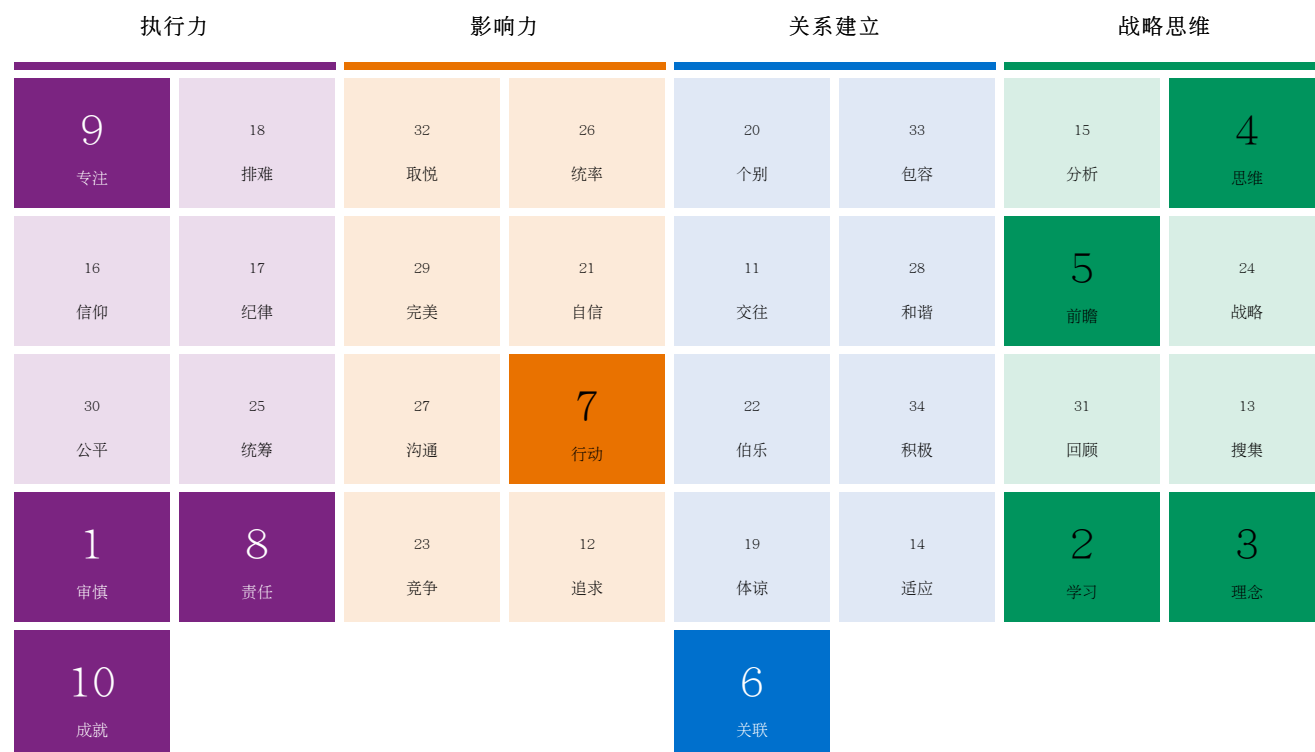 执行力 影响力 关系建立 战略思维
9 18 32 26 20 33 15 4
专注 排难 取悦 统率 个别 包容 分析 思维
16 17 29 21 11 28 5 24
信仰 纪律 完美 自信 交往 和谐 前瞻 战略
30 25 27 7 22 34 31 13
公平 统筹 沟通 行动 伯乐 积极 回顾 搜集
1 8 23 12 19 14 2 3
审慎 责任 竞争 追求 体谅 适应 学习 理念
10 6
成就 关联